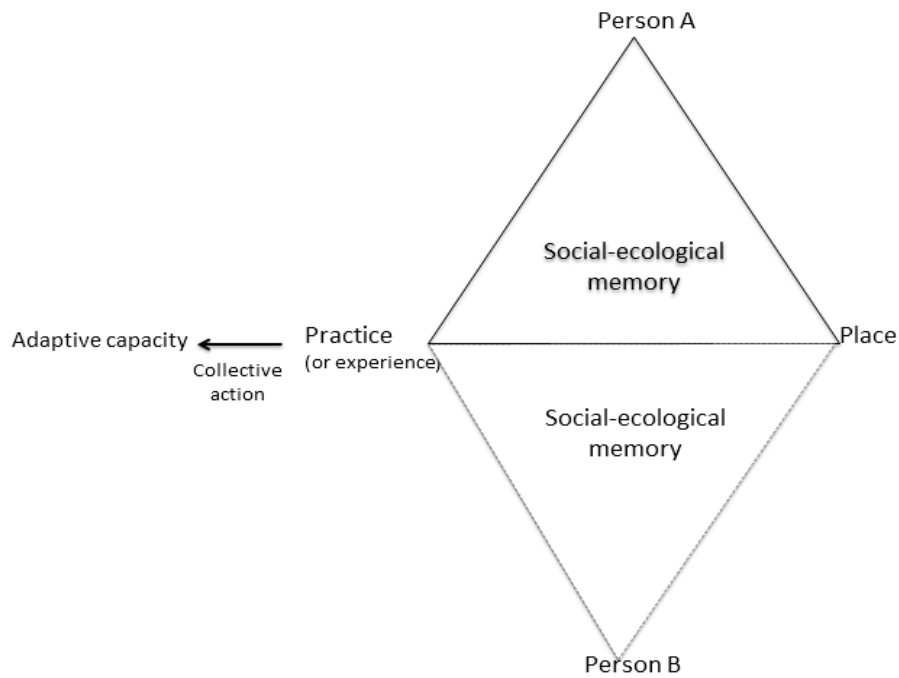 Person A
Social-ecological
memory
Adaptive capacity
Collective
action
Practice
(or experience)
Place
Social-ecological
memory
Person B